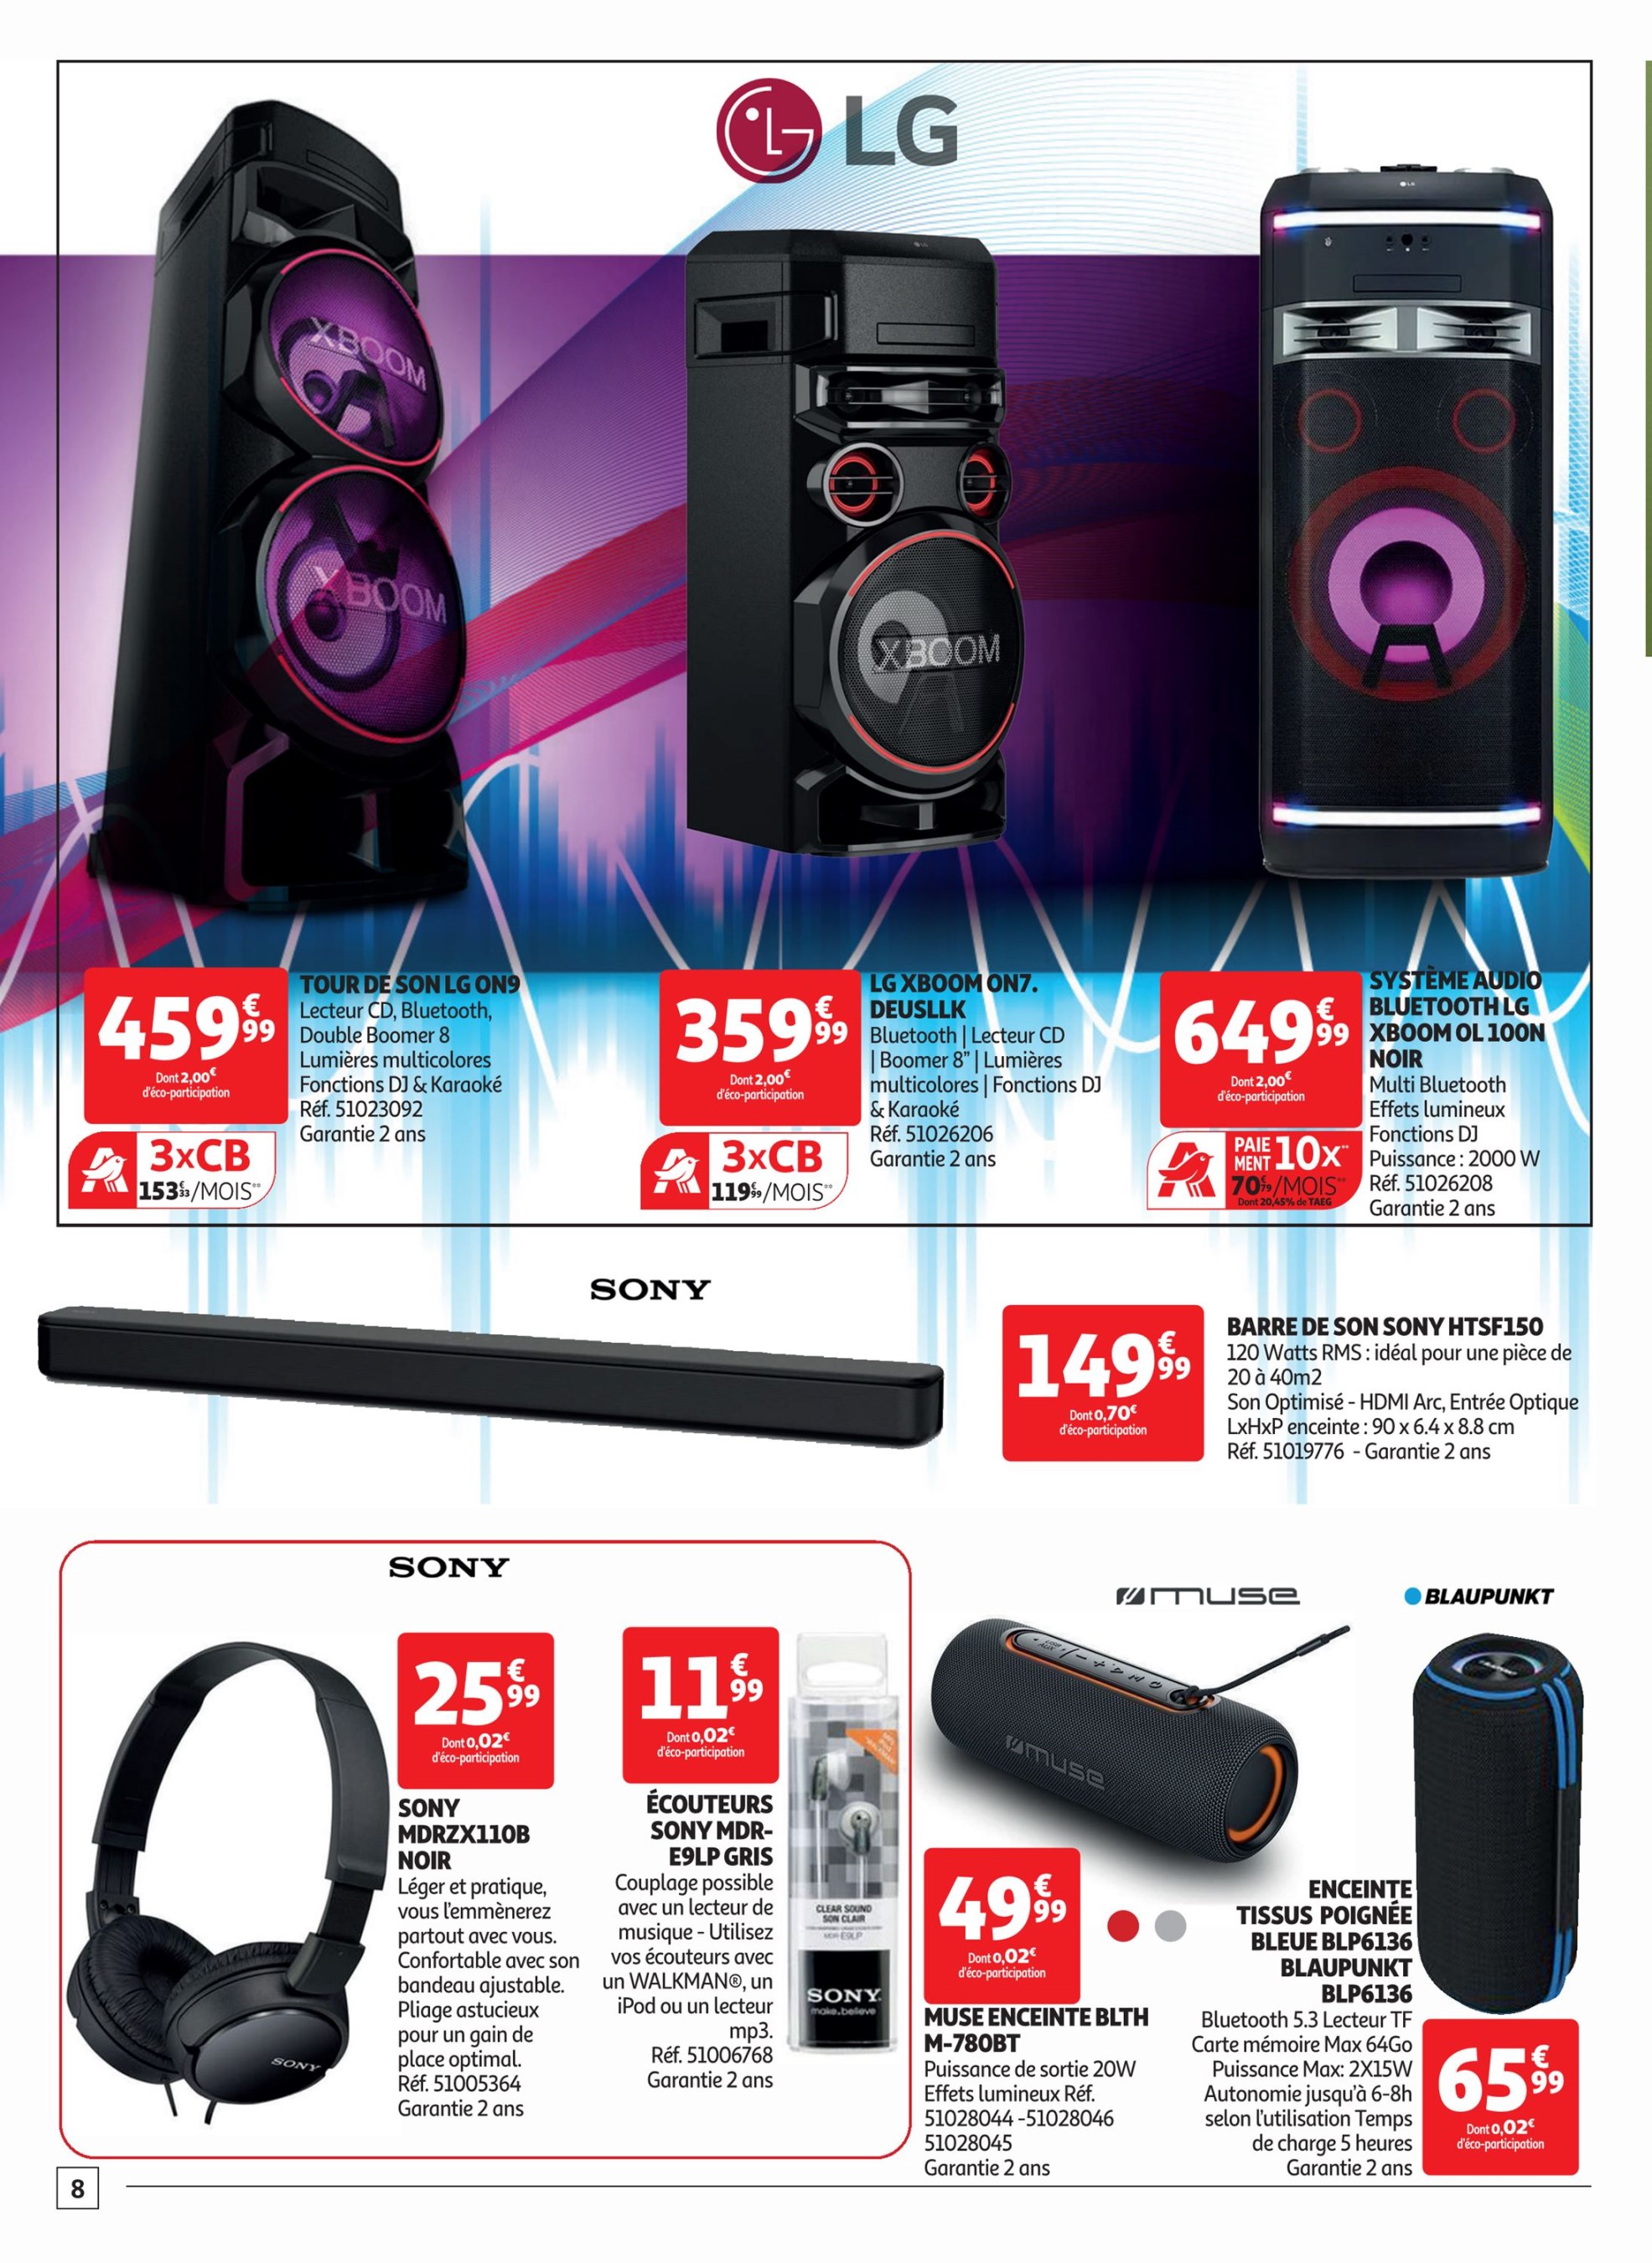 LG
XBOOM
XBOOM
XBOOM
459€99
Dont 2,00€
d'éco-participation
3xCB
153€33/MOIS**
TOUR DE SON LG ON9
Lecteur CD, Bluetooth,
Double Boomer 8
Lumières multicolores
Fonctions DJ & Karaoké
Réf. 51023092
Garantie 2 ans
359€99
Dont 2,00€
d'éco-participation
3xCB
119€99/MOIS**
LG XBOOM ON7.
DEUSLLK
Bluetooth | Lecteur CD
| Boomer 8" | Lumières
multicolores | Fonctions DJ
& Karaoké
Réf. 51026206
Garantie 2 ans
649€99
Dont 2,00€
d'éco-participation
PAIE
MENT 10x**
70€79/MOIS**
Dont 20,45% de TAEG
SYSTÈME AUDIO
BLUETOOTH LG
XBOOM OL 100N
NOIR
Multi Bluetooth
Effets lumineux
Fonctions DJ
Puissance : 2000 W
Réf. 51026208
Garantie 2 ans
SONY
149€99
Dont 0,70€
d'éco-participation
BARRE DE SON SONY HTSF150
120 Watts RMS : idéal pour une pièce de
20 à 40m2
Son Optimisé - HDMI Arc, Entrée Optique
LxHxP enceinte : 90 x 6.4 x 8.8 cm
Réf. 51019776 - Garantie 2 ans
SONY
SONY
25€99
Dont 0,02€
d'éco-participation
SONY
MDRZX110B
NOIR
Léger et pratique,
vous l'emmènerez
partout avec vous.
Confortable avec son
bandeau ajustable.
Pliage astucieux
pour un gain de
place optimal.
Réf. 51005364
Garantie 2 ans
11€99
Dont 0,02€
d'éco-participation
ÉCOUTEURS
SONY MDR-
E9LP GRIS
Couplage possible
avec un lecteur de
musique - Utilisez
vos écouteurs avec
un WALKMAN®, un
iPod ou un lecteur
mp3.
Réf. 51006768
Garantie 2 ans
CLEAR SOUND
SON CLAIR
MDR-E9LP
SONY
make.believe
muse
muse
49€99
Dont 0,02€
d'éco-participation
MUSE ENCEINTE BLTH
M-780BT
Puissance de sortie 20W
Effets lumineux Réf.
51028044 -51028046
51028045
Garantie 2 ans
BLAUPUNKT
ENCEINTE
TISSUS POIGNÉE
BLEUE BLP6136
BLAUPUNKT
BLP6136
Bluetooth 5.3 Lecteur TF
Carte mémoire Max 64Go
Puissance Max: 2X15W
Autonomie jusqu'à 6-8h
selon l'utilisation Temps
de charge 5 heures
Garantie 2 ans
65€99
Dont 0,02€
d'éco-participation
8